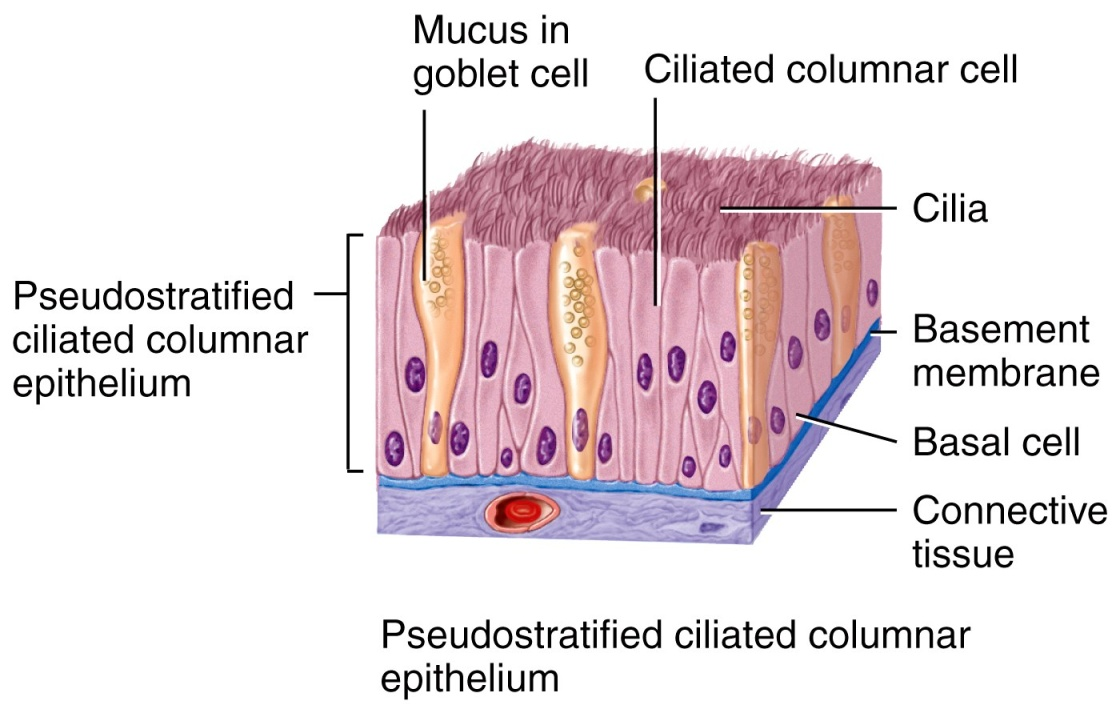 Mucus in
goblet cell
Ciliated columnar cell
Cilia
Pseudostratified
ciliated columnar
epithelium
Basement
membrane
Basal cell
Connective
tissue
Pseudostratified ciliated columnar
epithelium